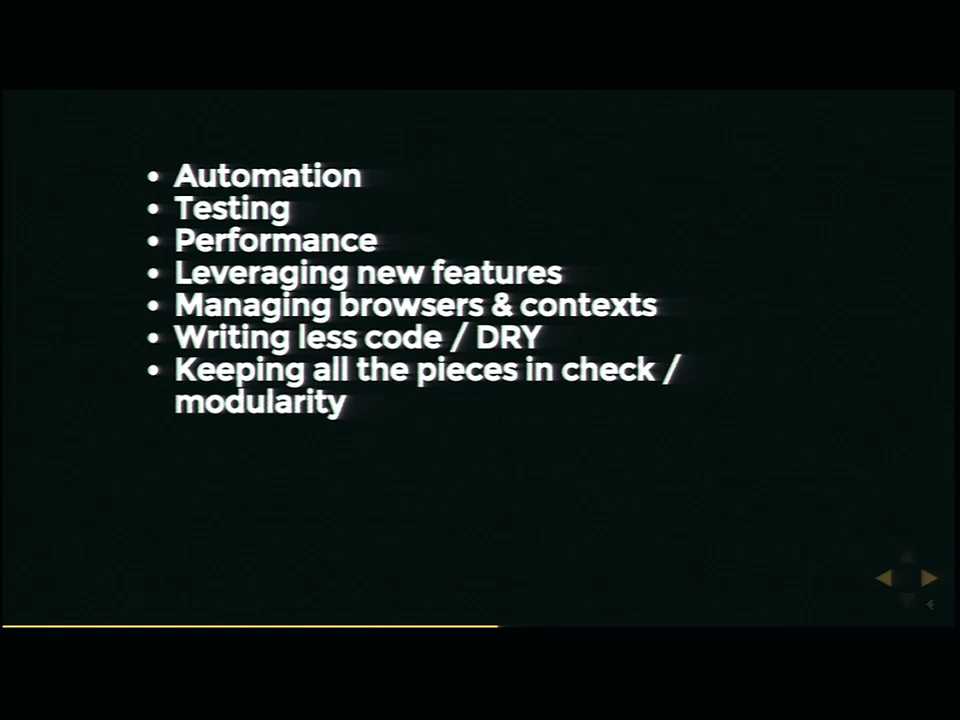 • Automation
• Testing
• Performance
• Leveraging new features
• Managing browsers & contexts
• Writing less code / DRY
• Keeping all the pieces in check /
modularity